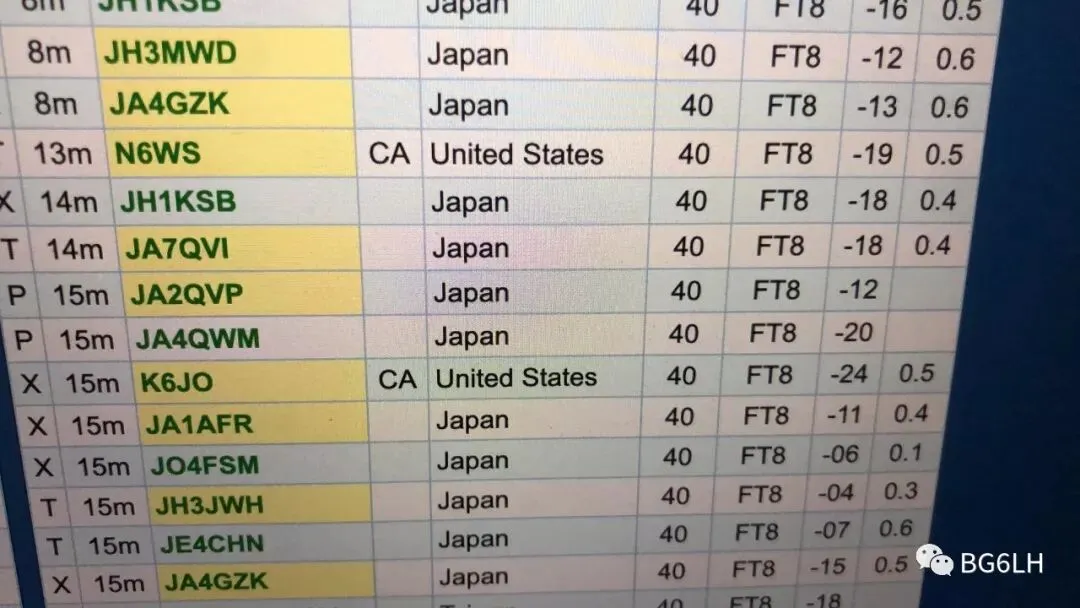 8m JH1KSB Japan 40 FT8 -16 0.5
8m JH3MWD Japan 40 FT8 -12 0.6
8m JA4GZK Japan 40 FT8 -13 0.6
13m N6WS CA United States 40 FT8 -19 0.5
X 14m JH1KSB Japan 40 FT8 -18 0.4
T 14m JA7QVI Japan 40 FT8 -18 0.4
P 15m JA2QVP Japan 40 FT8 -12
P 15m JA4QWM Japan 40 FT8 -20
X 15m K6JO CA United States 40 FT8 -24 0.5
X 15m JA1AFR Japan 40 FT8 -11 0.4
X 15m JO4FSM Japan 40 FT8 -06 0.1
T 15m JH3JWH Japan 40 FT8 -04 0.3
T 15m JE4CHN Japan 40 FT8 -07 0.6
X 15m JA4GZK Japan 40 FT8 -15 0.5
40 FT8 -18
BG6LH